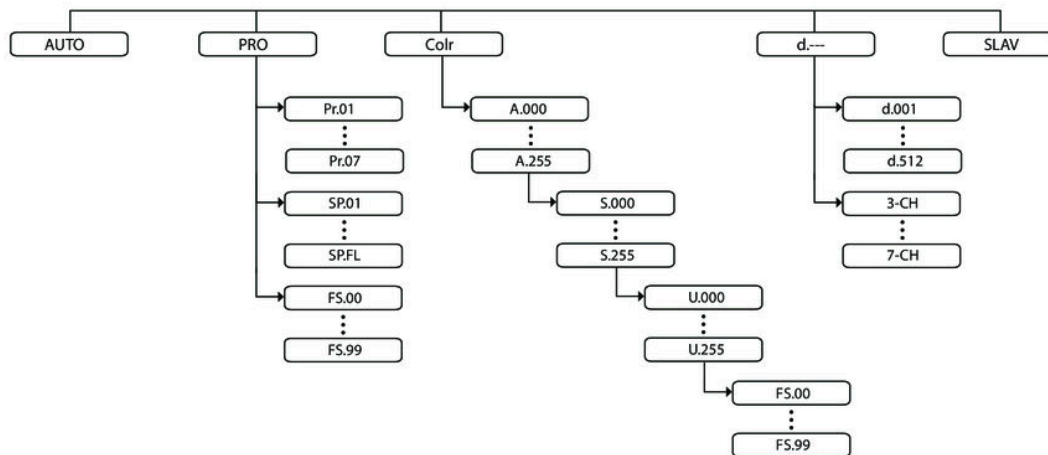 AUTO
PRO
Colr
d.---
SLAV
Pr.01
Pr.07
SP.01
SP.FL
FS.00
FS.99
A.000
A.255
S.000
S.255
U.000
U.255
FS.00
FS.99
d.001
d.512
3-CH
7-CH